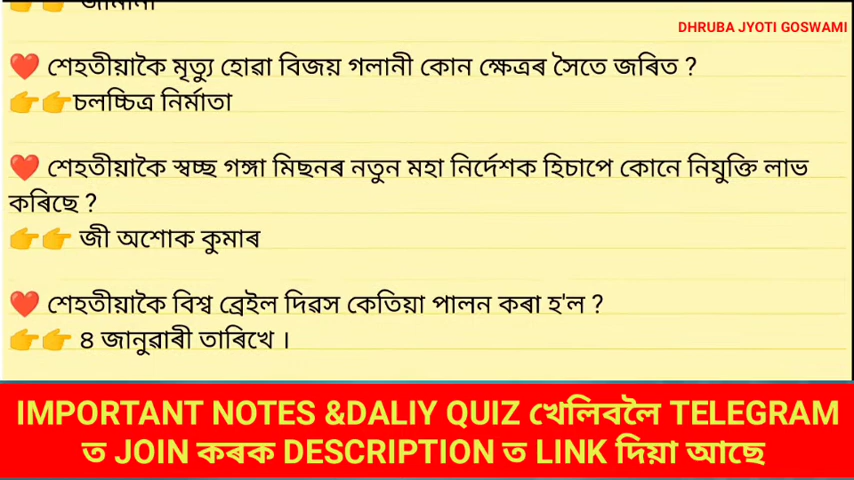 👉👉 জাৰ্মানী
DHRUBA JYOTI GOSWAMI
❤️ শেহতীয়াকৈ মৃত্যু হোৱা বিজয় গলানী কোন ক্ষেত্ৰৰ সৈতে জৰিত ?
👉👉চলচ্চিত্ৰ নিৰ্মাতা
❤️ শেহতীয়াকৈ স্বচ্ছ গঙ্গা মিছনৰ নতুন মহা নিৰ্দেশক হিচাপে কোনে নিযুক্তি লাভ
কৰিছে ?
👉👉 জী অশোক কুমাৰ
❤️ শেহতীয়াকৈ বিশ্ব ব্ৰেইল দিৱস কেতিয়া পালন কৰা হ'ল ?
👉👉 ৪ জানুৱাৰী তাৰিখে ।
IMPORTANT NOTES &DALIY QUIZ খেলিবলৈ TELEGRAM
ত JOIN কৰক DESCRIPTION ত LINK দিয়া আছে